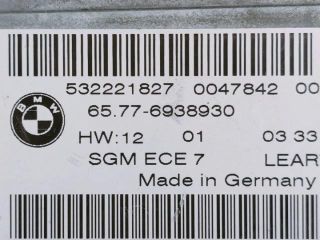 532221827 0047842 00
BMW
65.77-6938930
HW:12 01 03 33
SGM ECE 7 LEAR
Made in Germany